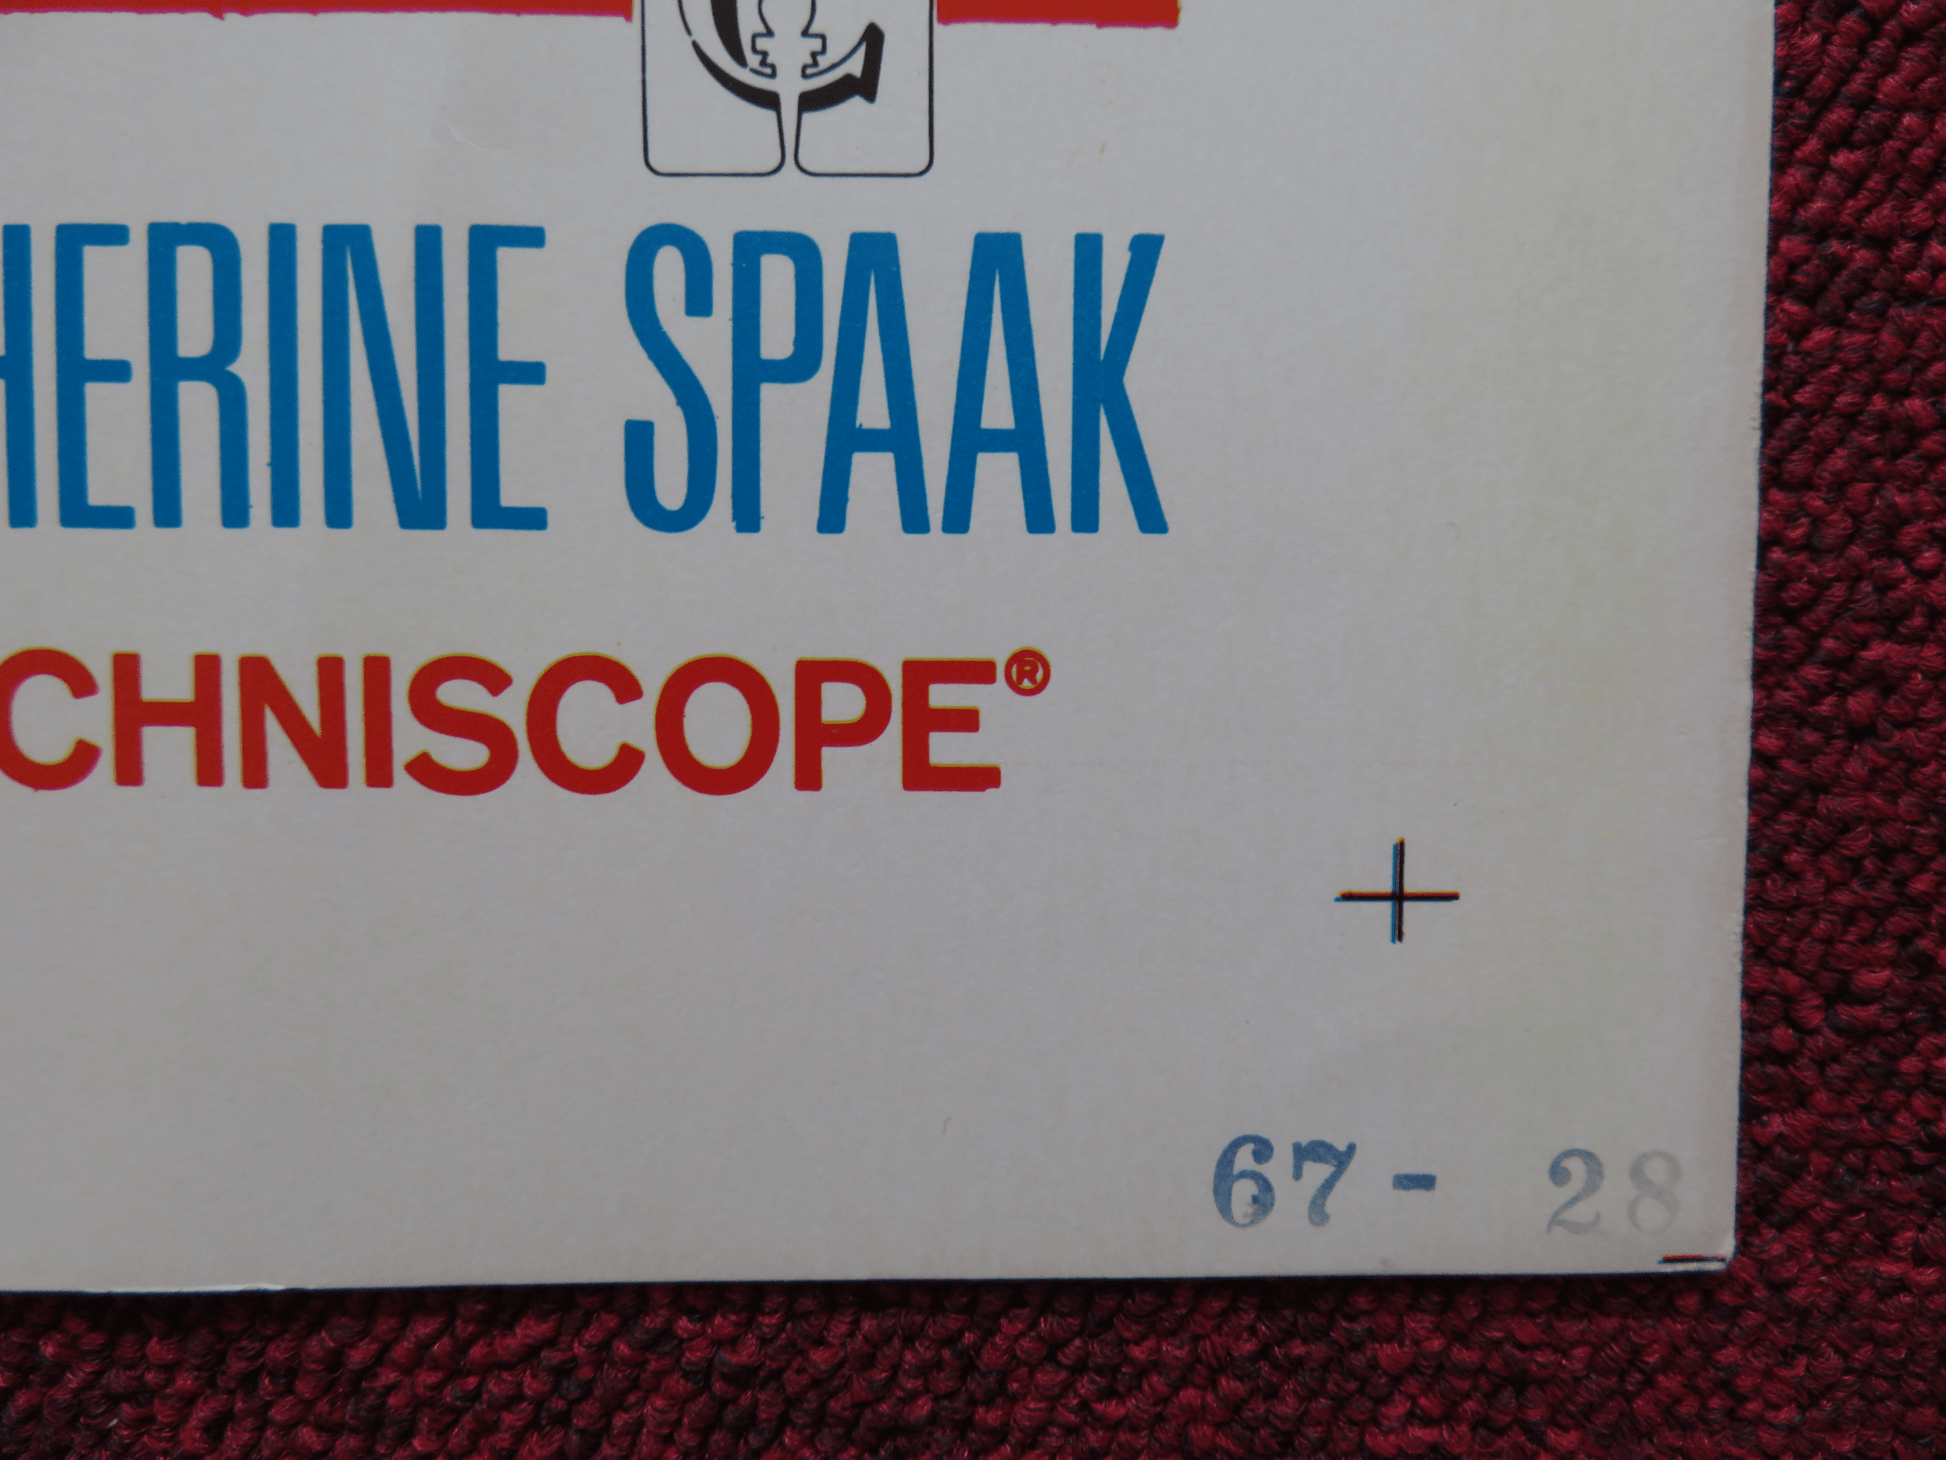 HERINE SPAAK
CHNISCOPE®
67- 28